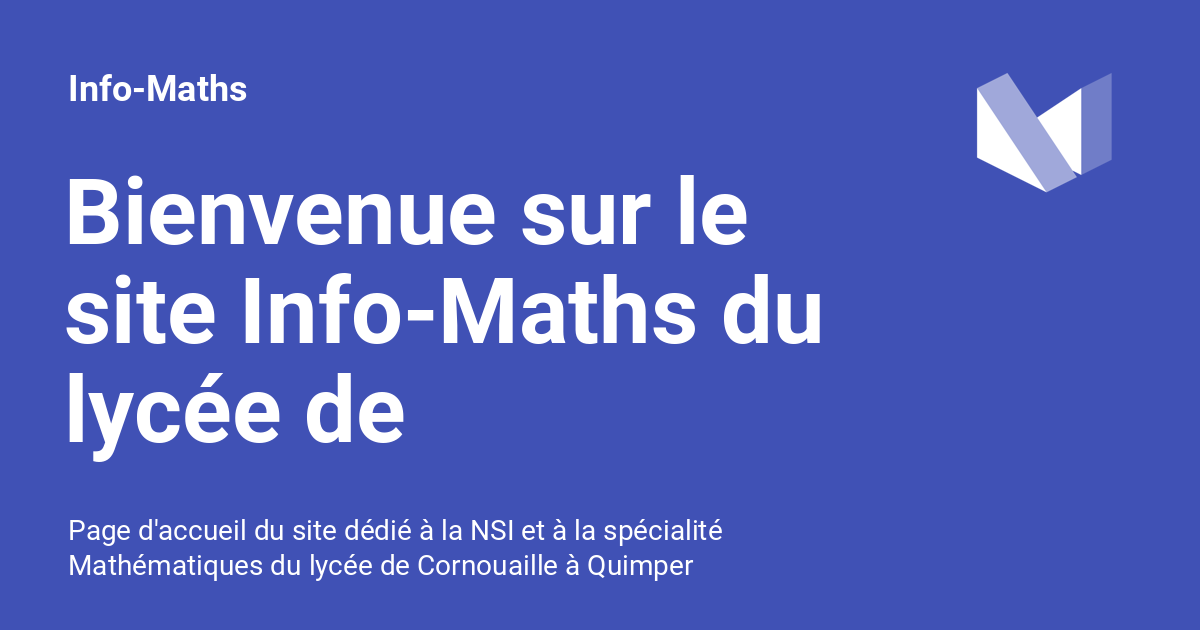 Info-Maths
Bienvenue sur le
site Info-Maths du
lycée de
Page d'accueil du site dédié à la NSI et à la spécialité
Mathématiques du lycée de Cornouaille à Quimper